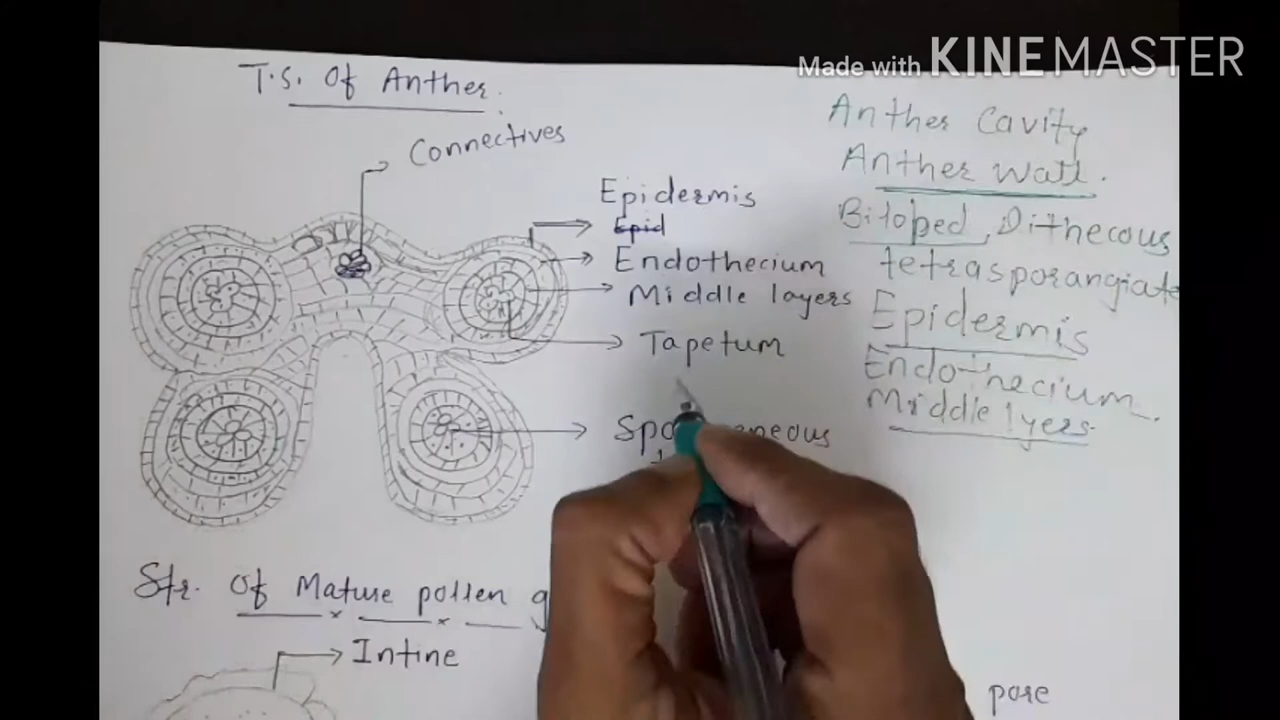 Made with KINEMASTER
T.S. Of Anther.
Connectives
Epidermis
Epid
Endothecium
Middle layers
Tapetum
Str. Of Mature pollen
Intine
Anther Cavity
Anther Wall.
Bilobed, Dithecous
tetrasporangiate
Epidermis
Endothecium.
Middle lyers
pore